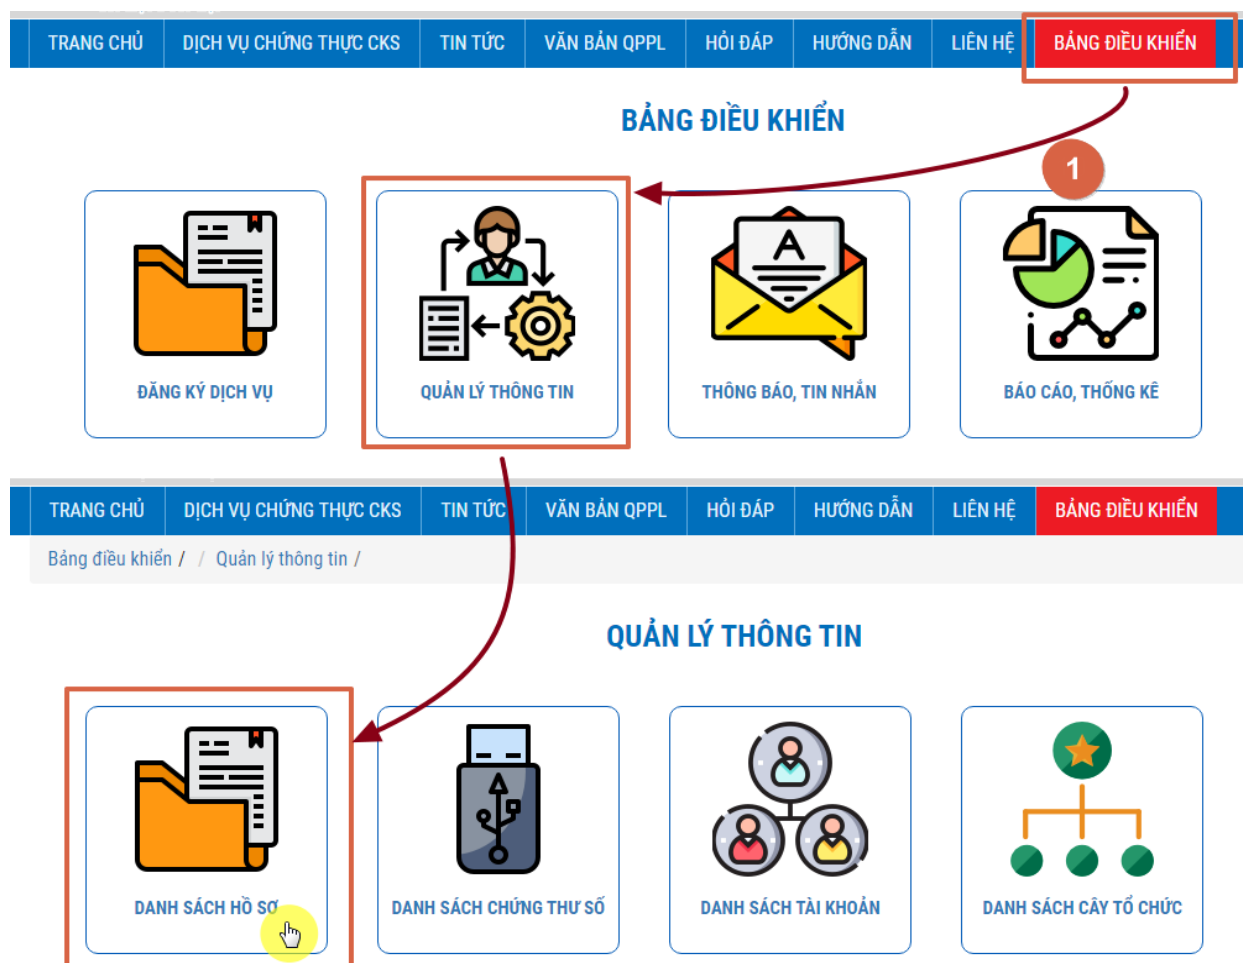 TRANG CHỦ DỊCH VỤ CHỨNG THỰC CKS TIN TỨC VĂN BẢN QPPL HỎI ĐÁP HƯỚNG DẪN LIÊN HỆ BẢNG ĐIỀU KHIỂN
BẢNG ĐIỀU KHIỂN
1
A
ĐĂNG KÝ DỊCH VỤ QUẢN LÝ THÔNG TIN THÔNG BÁO, TIN NHẮN BÁO CÁO, THỐNG KÊ
TRANG CHỦ DỊCH VỤ CHỨNG THỰC CKS TIN TỨC VĂN BẢN QPPL HỎI ĐÁP HƯỚNG DẪN LIÊN HỆ BẢNG ĐIỀU KHIỂN
Bảng điều khiển / / Quản lý thông tin /
QUẢN LÝ THÔNG TIN
DANH SÁCH HỒ SƠ DANH SÁCH CHỨNG THƯ SỐ DANH SÁCH TÀI KHOẢN DANH SÁCH CÂY TỔ CHỨC